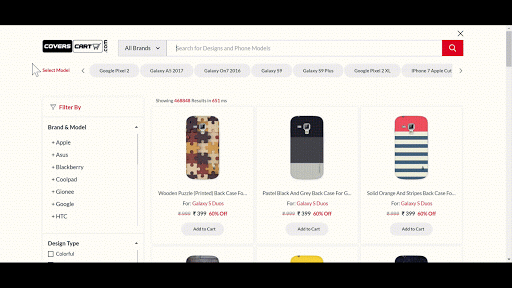 COVERS CART .com
All Brands
Search for Designs and Phone Models
Select Model
Google Pixel 2
Galaxy A5 2017
Galaxy On7 2016
Galaxy S9
Galaxy S9 Plus
Google Pixel 2 XL
iPhone 7 Apple Cut
Filter By
Showing 468848 Results in 651 ms
Brand & Model
+ Apple
+ Asus
+ Blackberry
+ Coolpad
+ Gionee
+ Google
+ HTC
Design Type
Colorful
Wooden Puzzle (Printed) Back Case Fo...
For: Galaxy S Duos
₹ 399 60% Off
Add to Cart
Pastel Black And Grey Back Case For G...
For: Galaxy S Duos
₹ 399 60% Off
Add to Cart
Solid Orange And Stripes Back Case Fo...
For: Galaxy S Duos
₹ 399 60% Off
Add to Cart